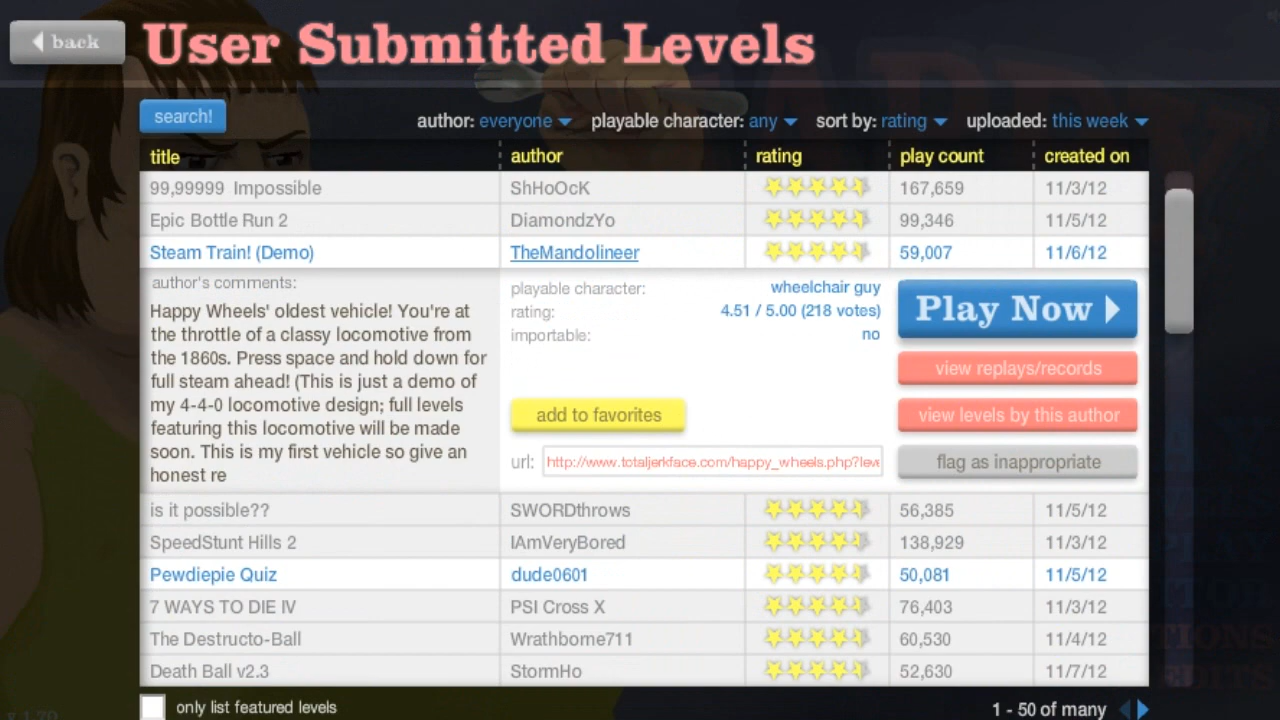 back
User Submitted Levels
search!
author: everyone playable character: any sort by: rating uploaded: this week
title author rating play count created on
99,99999 Impossible ShHoOcK 167,659 11/3/12
Epic Bottle Run 2 DiamondzYo 99,346 11/5/12
Steam Train! (Demo) TheMandolineer 59,007 11/6/12
author's comments:
Happy Wheels' oldest vehicle! You're at
the throttle of a classy locomotive from
the 1860s. Press space and hold down for
full steam ahead! (This is just a demo of
my 4-4-0 locomotive design; full levels
featuring this locomotive will be made
soon. This is my first vehicle so give an
honest re
playable character: wheelchair guy
rating: 4.51 / 5.00 (218 votes)
importable: no
add to favorites
url: http://www.totaljerkface.com/happy_wheels.php?leve
Play Now
view replays/records
view levels by this author
flag as inappropriate
is it possible?? SWORDthrows 56,385 11/5/12
SpeedStunt Hills 2 IAmVeryBored 138,929 11/3/12
Pewdiepie Quiz dude0601 50,081 11/5/12
7 WAYS TO DIE IV PSI Cross X 76,403 11/3/12
The Destructo-Ball Wrathborne711 60,530 11/4/12
Death Ball v2.3 StormHo 52,630 11/7/12
only list featured levels
1 - 50 of many